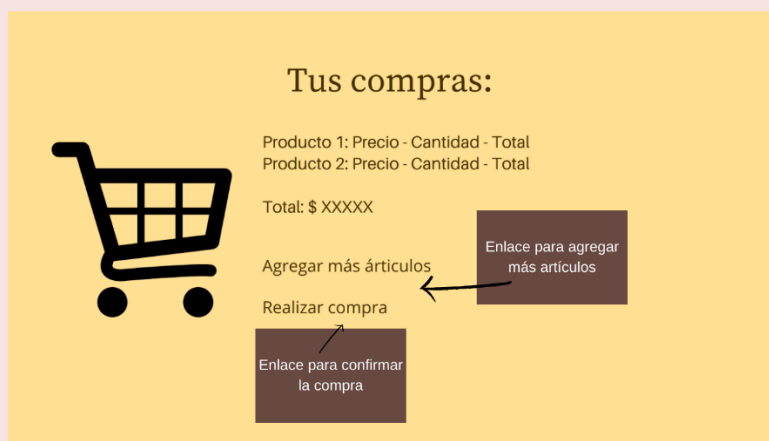 Tus compras:
Producto 1: Precio - Cantidad - Total
Producto 2: Precio - Cantidad - Total
Total: $ XXXXX
Agregar más árticulos
Enlace para agregar
más artículos
Realizar compra
Enlace para confirmar
la compra